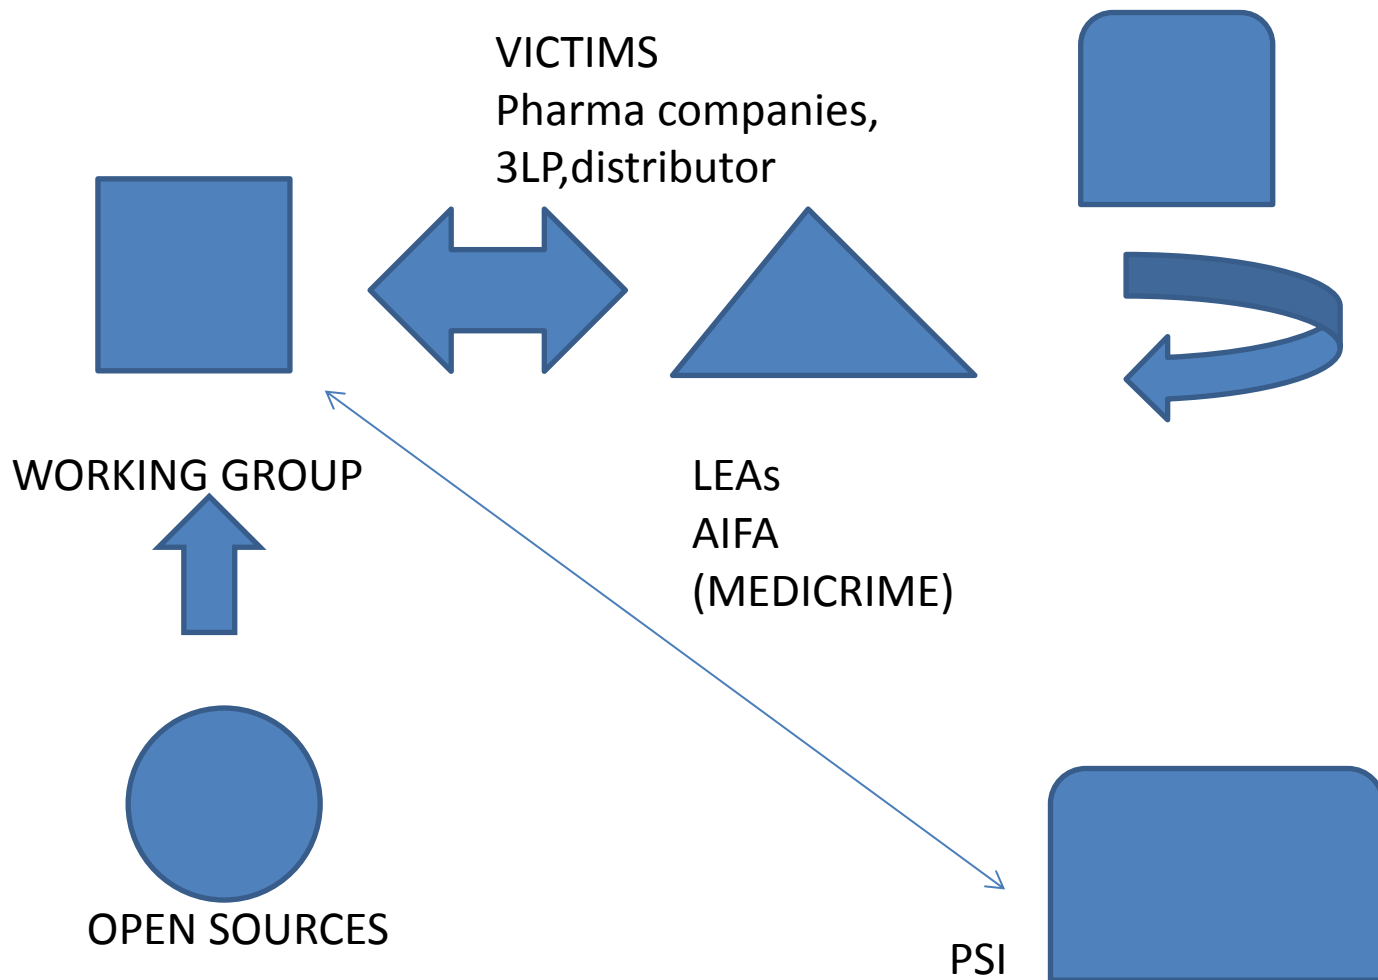 VICTIMS
Pharma companies,
3LP,distributor
WORKING GROUP
LEAs
AIFA
(MEDICRIME)
OPEN SOURCES
PSI